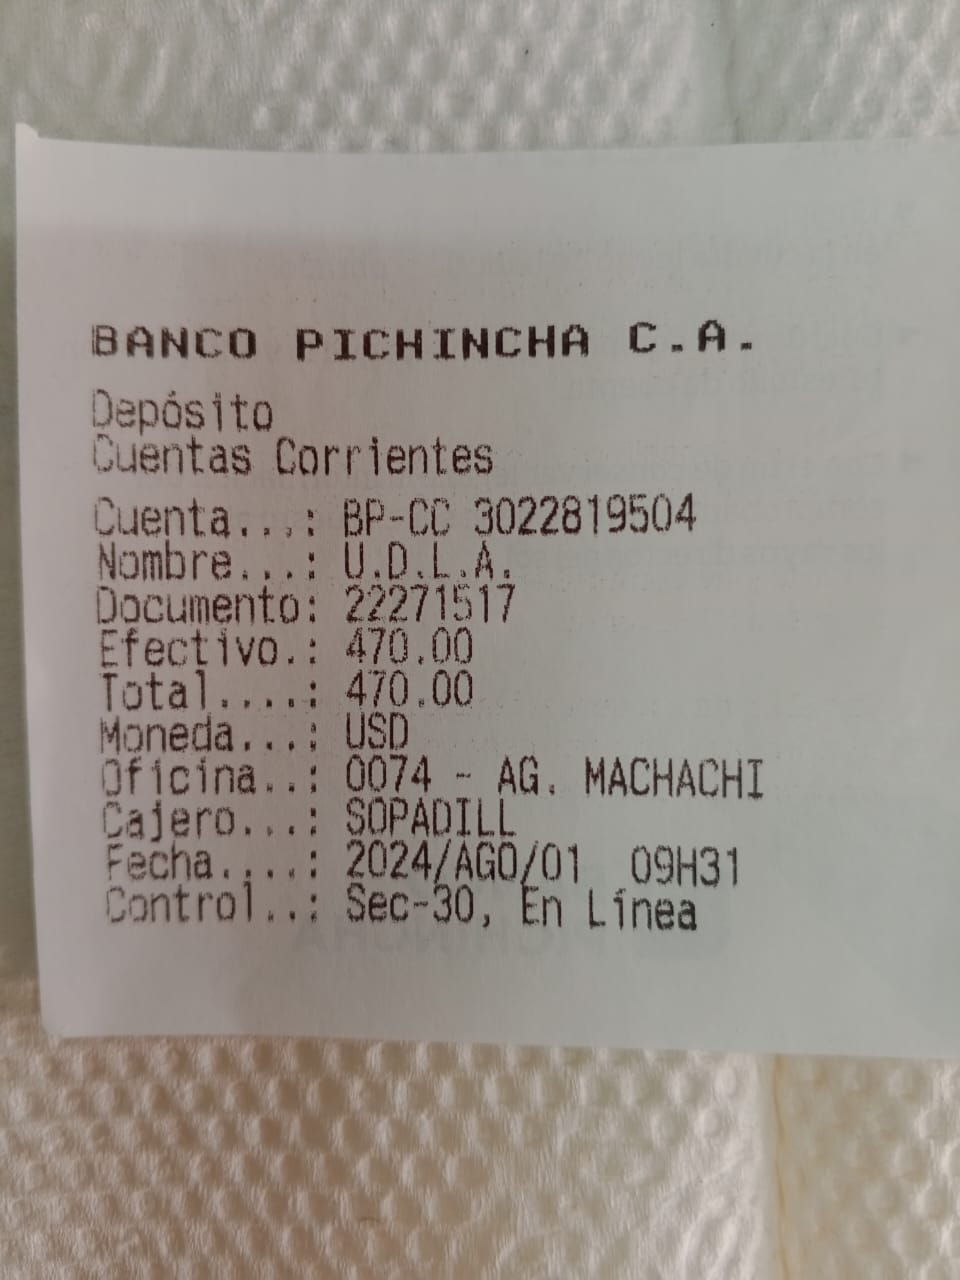 BANCO PICHINCHA C.A.
Depósito
Cuentas Corrientes
Cuenta...: BP-CC 3022819504
Nombre...: U.D.L.A.
Documento: 22271517
Efectivo.: 470.00
Total....: 470.00
Moneda...: USD
Oficina..: 0074 - AG. MACHACHI
Cajero...: SOPADILL
Fecha....: 2024/AGO/01  09H31
Control..: Sec-30, En Línea